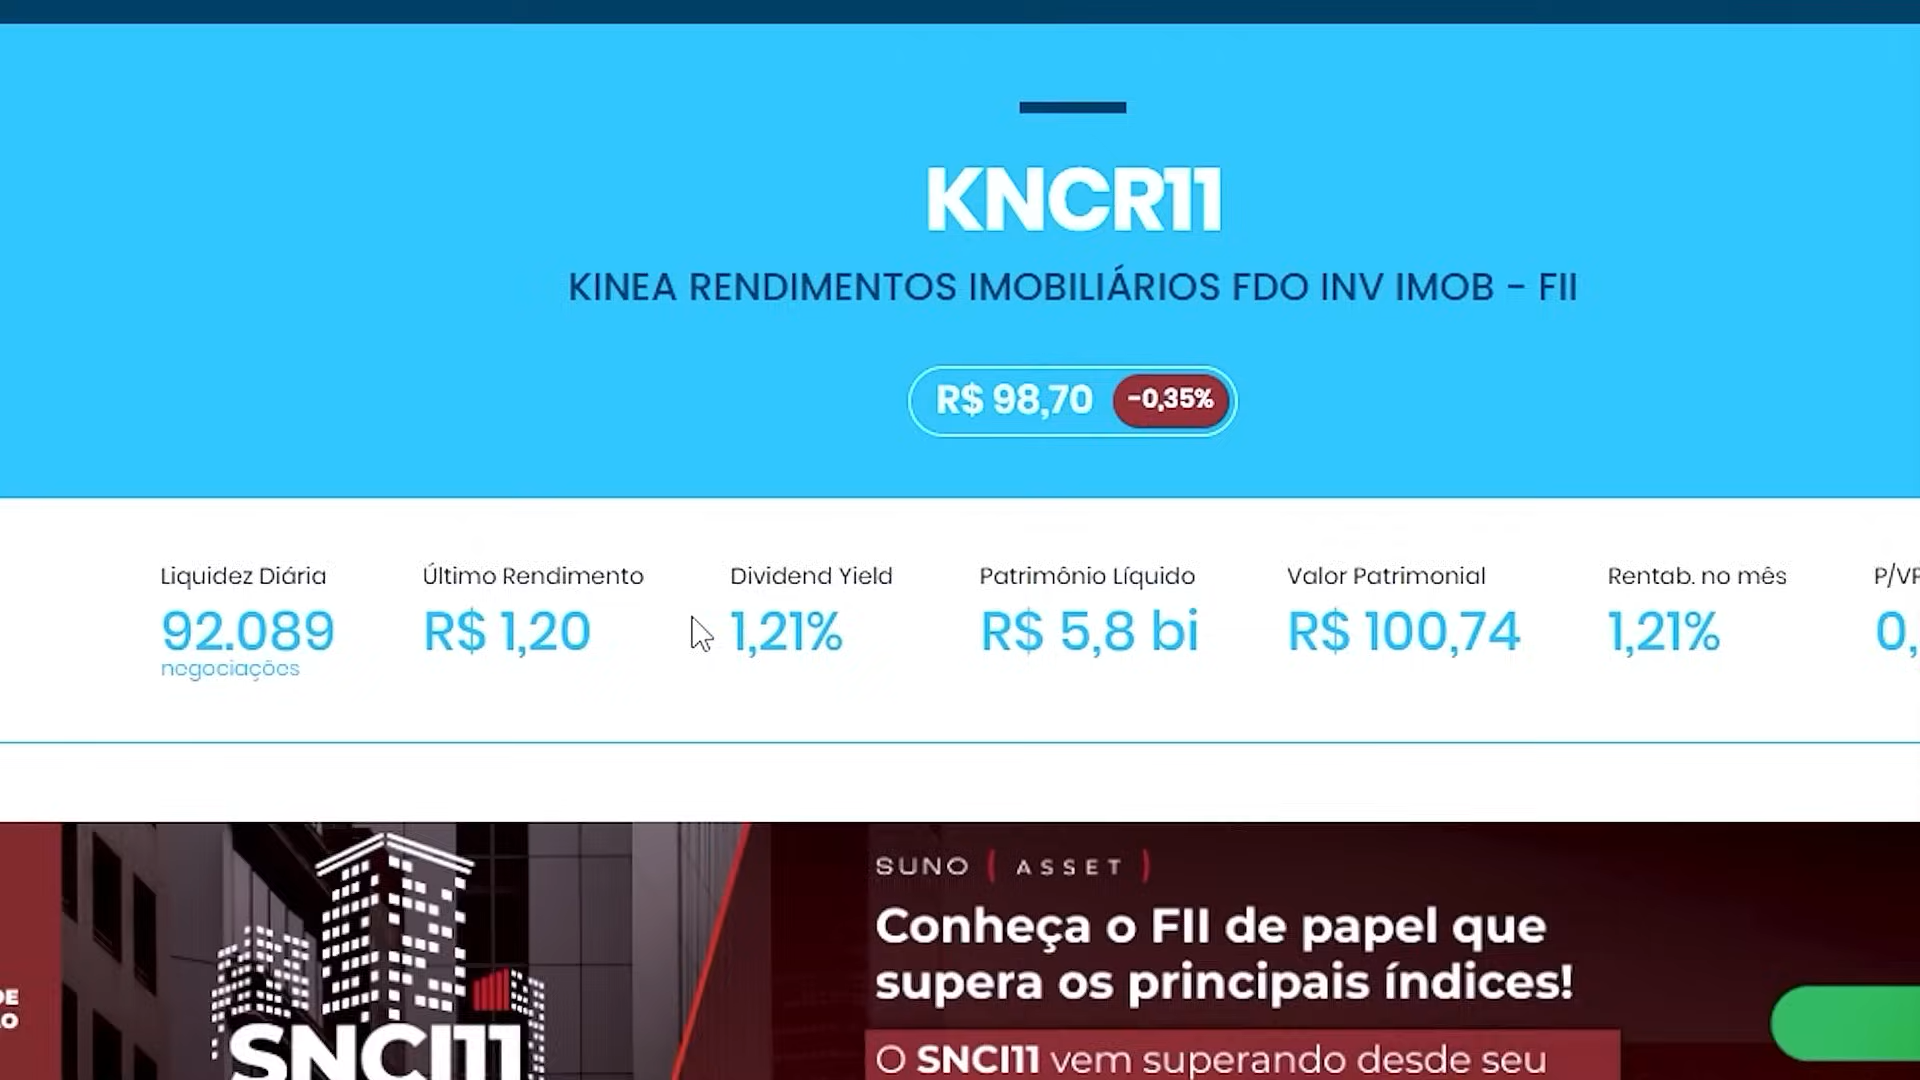 KNCR11
KINEA RENDIMENTOS IMOBILIÁRIOS FDO INV IMOB - FII
R$ 98,70 -0,35%
Liquidez Diária
92.089
negociações
Último Rendimento
R$ 1,20
Dividend Yield
1,21%
Patrimônio Líquido
R$ 5,8 bi
Valor Patrimonial
R$ 100,74
Rentab. no mês
1,21%
P/VP
0,
SNCI11
SUNO ( ASSET )
Conheça o FII de papel que
supera os principais índices!
O SNCI11 vem superando desde seu